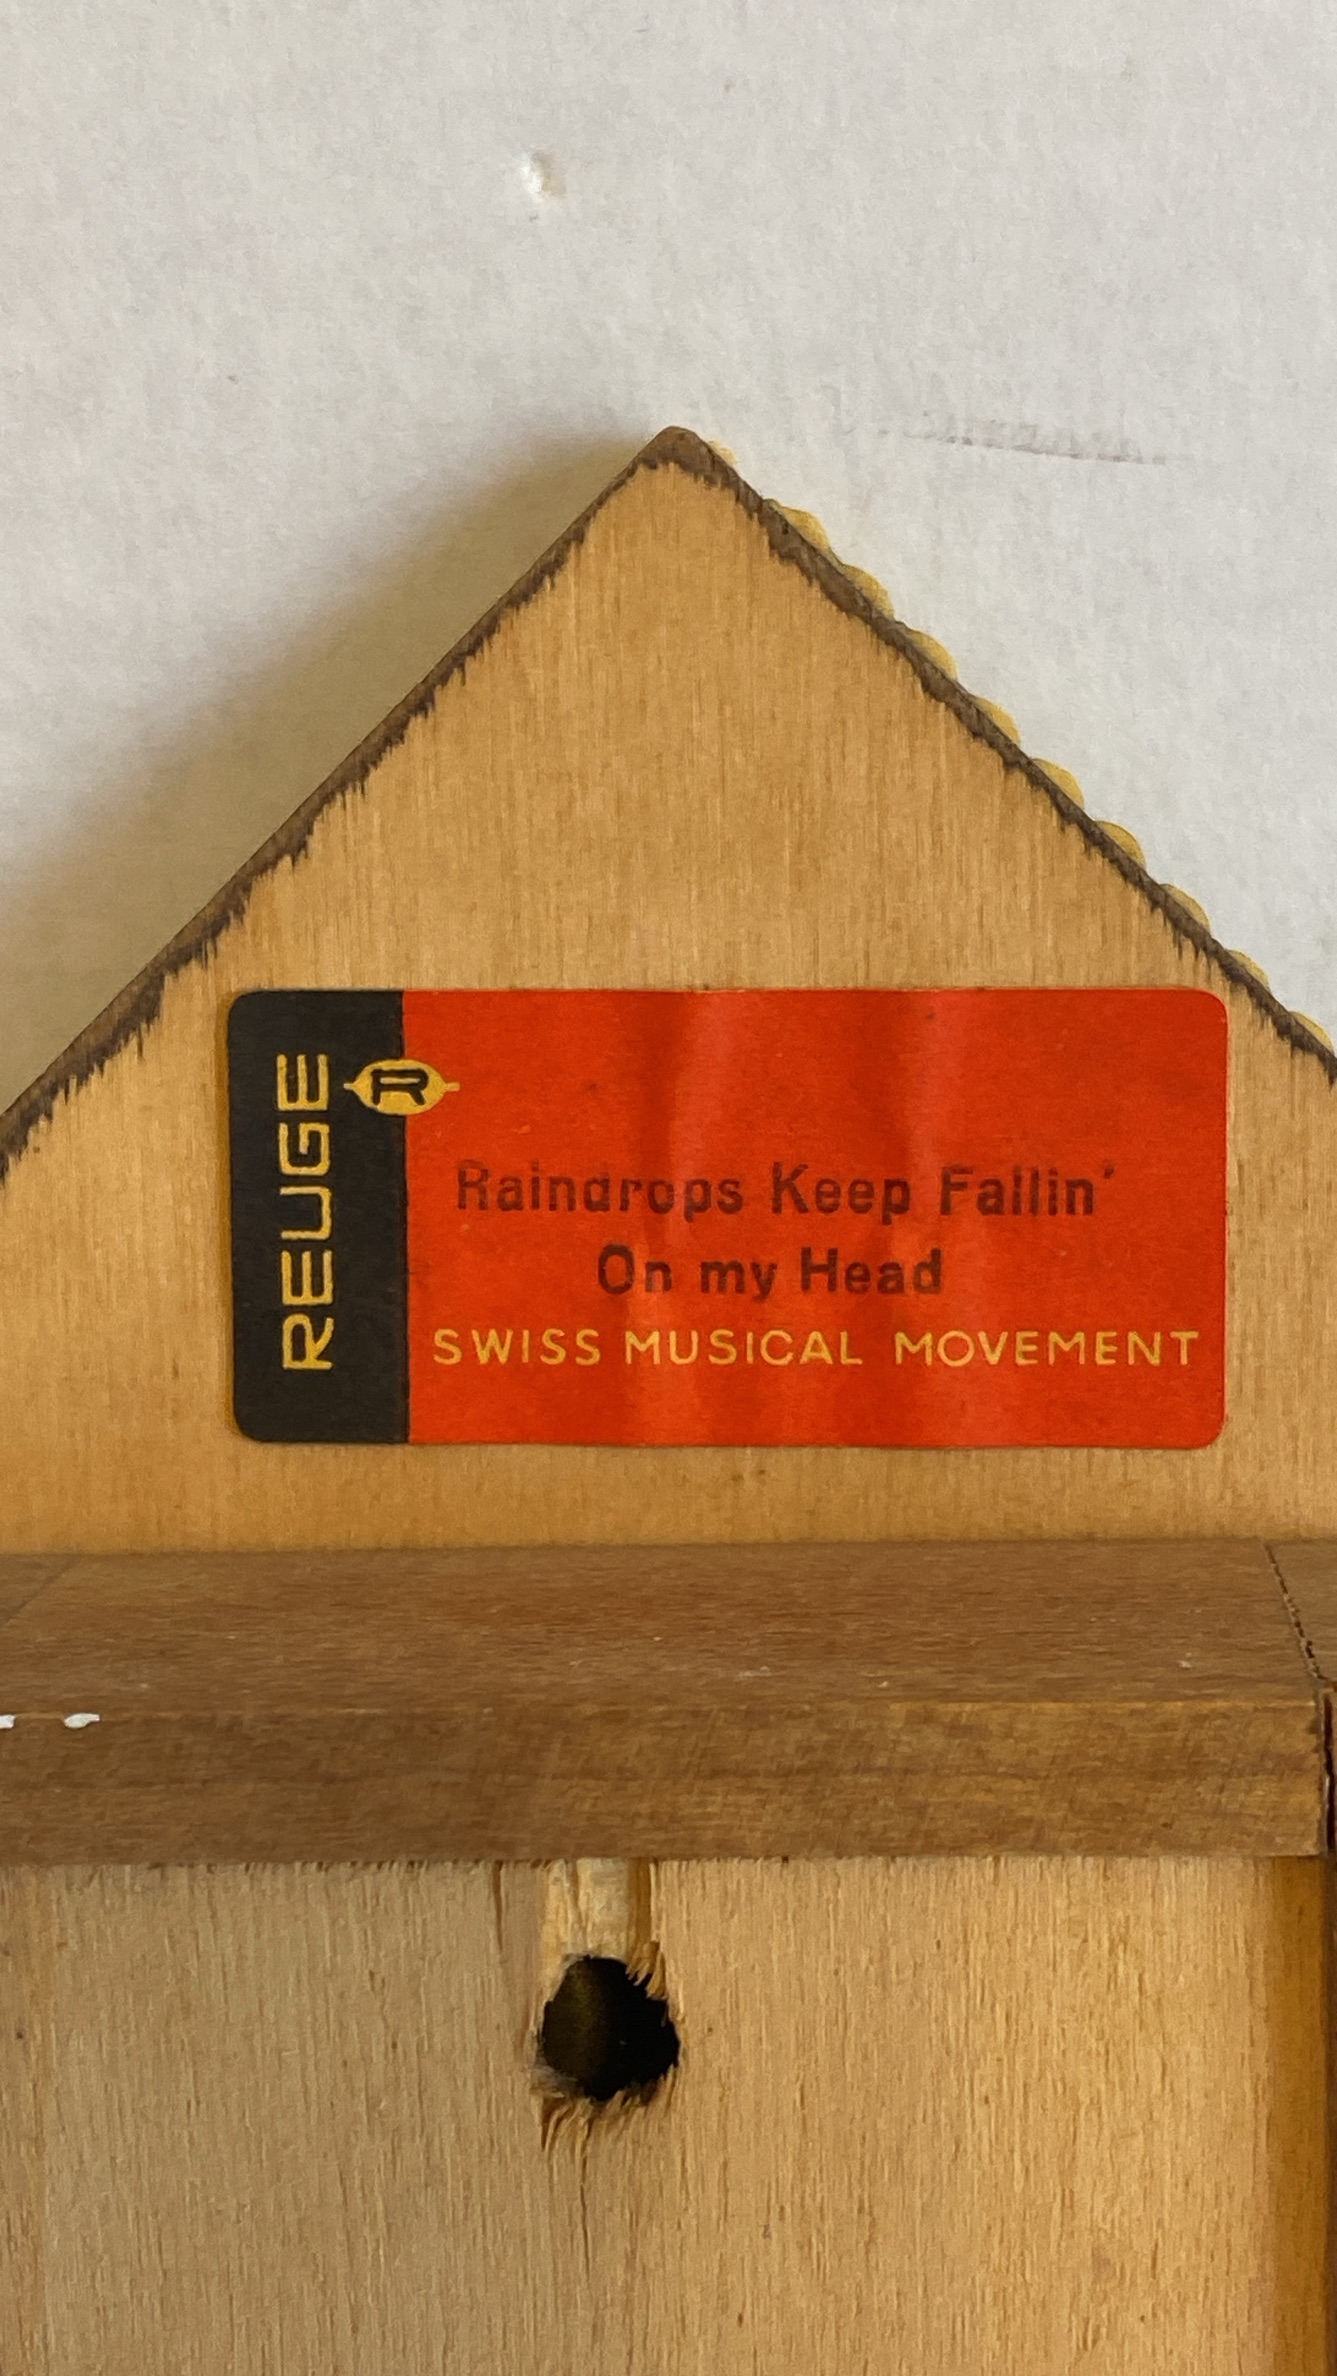 REUGE
R
Raindrops Keep Fallin'
On my Head
SWISS MUSICAL MOVEMENT